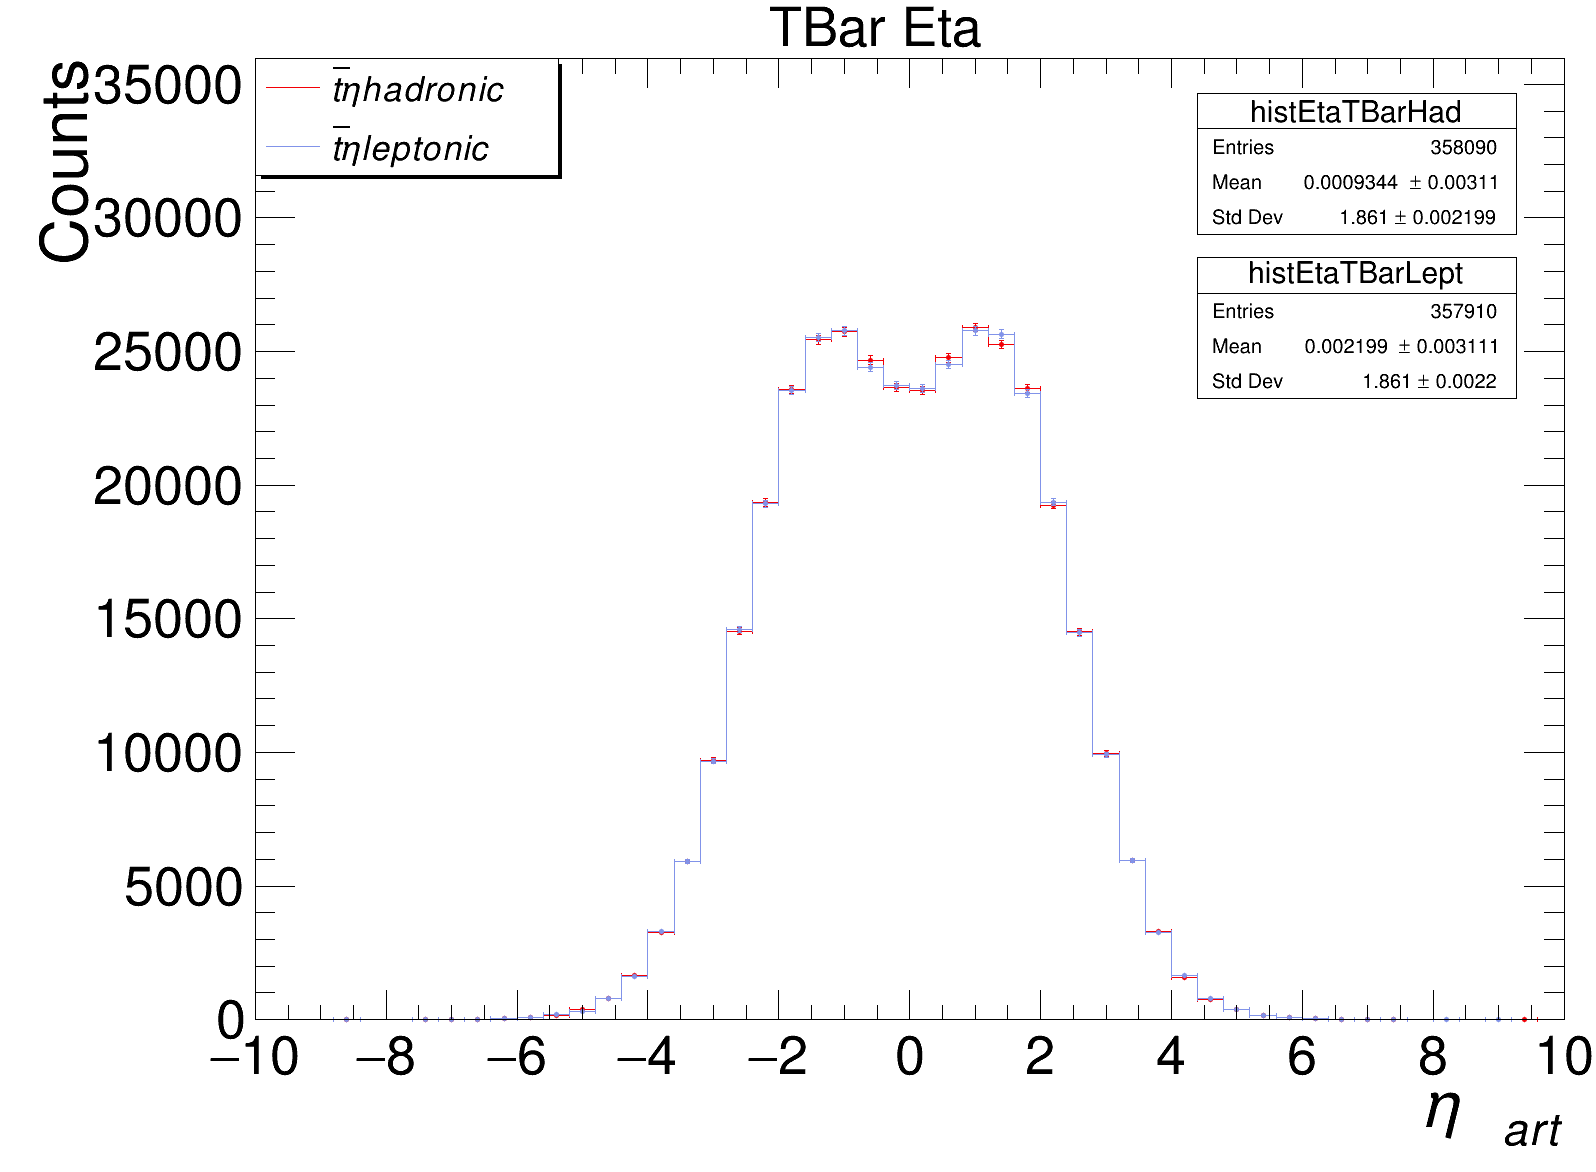 TBar Eta
Counts
t̅ηhadronic
t̅ηleptonic
histEtaTBarHad
Entries 358090
Mean 0.0009344 ± 0.00311
Std Dev 1.861 ± 0.002199
histEtaTBarLept
Entries 357910
Mean 0.002199 ± 0.003111
Std Dev 1.861 ± 0.0022
35000
30000
25000
20000
15000
10000
5000
0
−10 −8 −6 −4 −2 0 2 4 6 8 10
η art